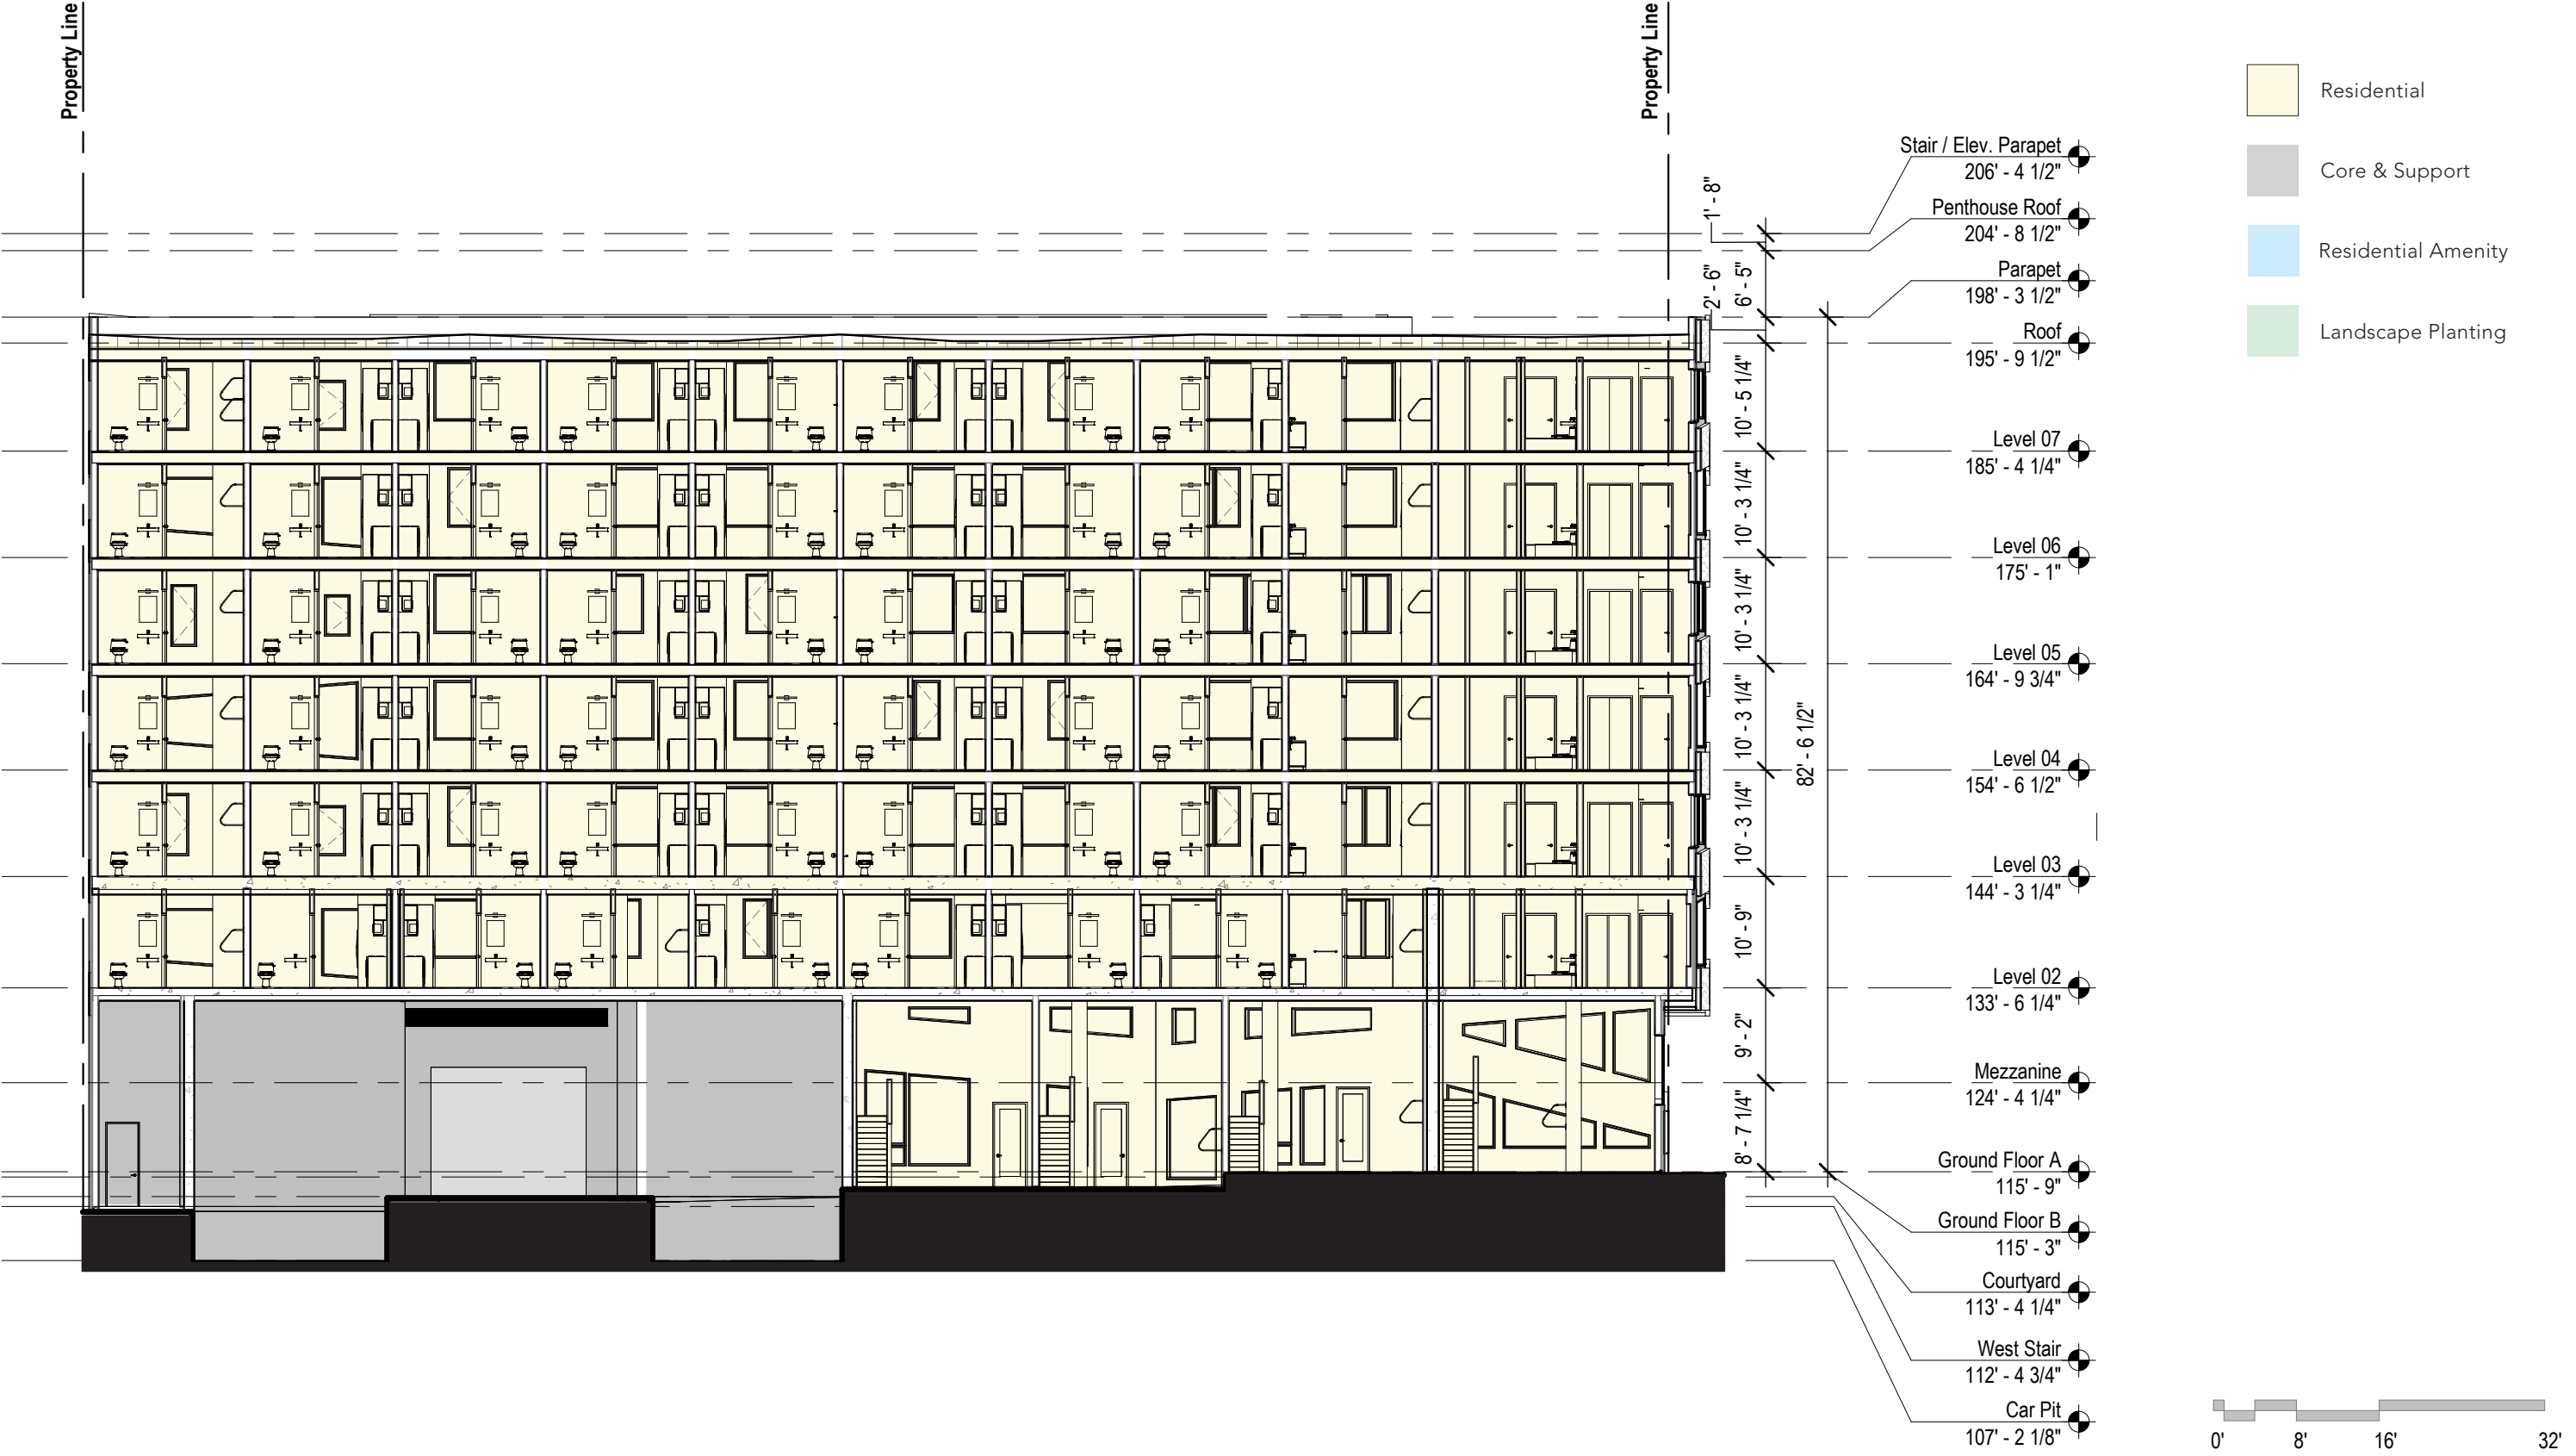 Property Line
Property Line
Stair / Elev. Parapet
206' - 4 1/2"
Penthouse Roof
204' - 8 1/2"
Parapet
198' - 3 1/2"
Roof
195' - 9 1/2"
Level 07
185' - 4 1/4"
Level 06
175' - 1"
Level 05
164' - 9 3/4"
Level 04
154' - 6 1/2"
Level 03
144' - 3 1/4"
Level 02
133' - 6 1/4"
Mezzanine
124' - 4 1/4"
Ground Floor A
115' - 9"
Ground Floor B
115' - 3"
Courtyard
113' - 4 1/4"
West Stair
112' - 4 3/4"
Car Pit
107' - 2 1/8"
1' - 8"
2' - 6"
6' - 5"
10' - 5 1/4"
10' - 3 1/4"
10' - 3 1/4"
10' - 3 1/4"
10' - 3 1/4"
10' - 9"
9' - 2"
8' - 7 1/4"
82' - 6 1/2"
Residential
Core & Support
Residential Amenity
Landscape Planting
0' 8' 16' 32'